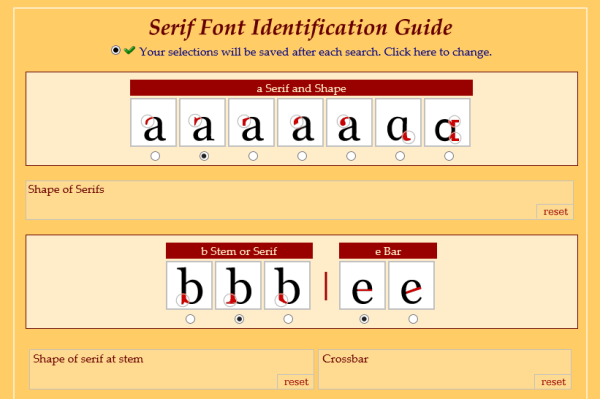 Serif Font Identification Guide
Your selections will be saved after each search. Click here to change.
a Serif and Shape
a a a a a ɑ ɑ
Shape of Serifs
reset
b Stem or Serif e Bar
b b b e e
Shape of serif at stem Crossbar
reset reset